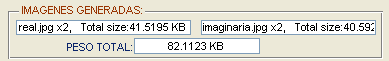 IMAGENES GENERADAS:
real.jpg x2,   Total size:41.5195 KB   imaginaria.jpg x2,   Total size:40.592
PESO TOTAL:   82.1123 KB